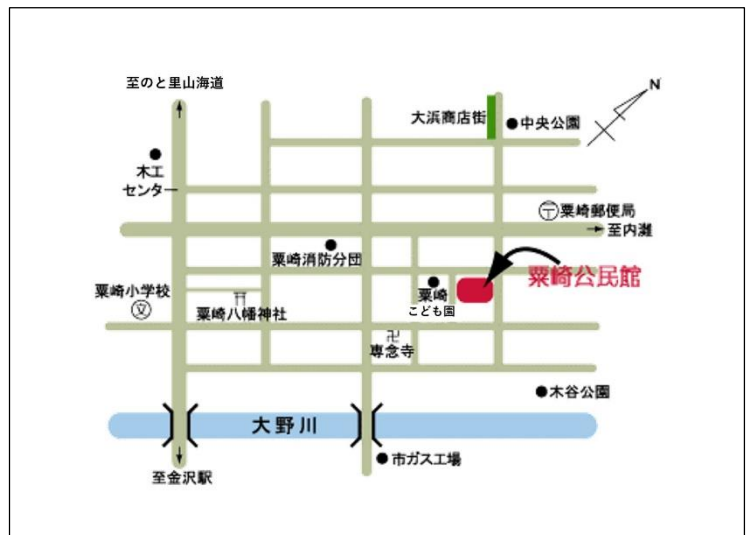 至のと里山海道
N
大浜商店街
中央公園
木工
センター
〒粟崎郵便局
→至内灘
粟崎消防分団
粟崎公民館
粟崎小学校
文
粟崎
こども園
粟崎八幡神社
卍
専念寺
木谷公園
大野川
市ガス工場
至金沢駅